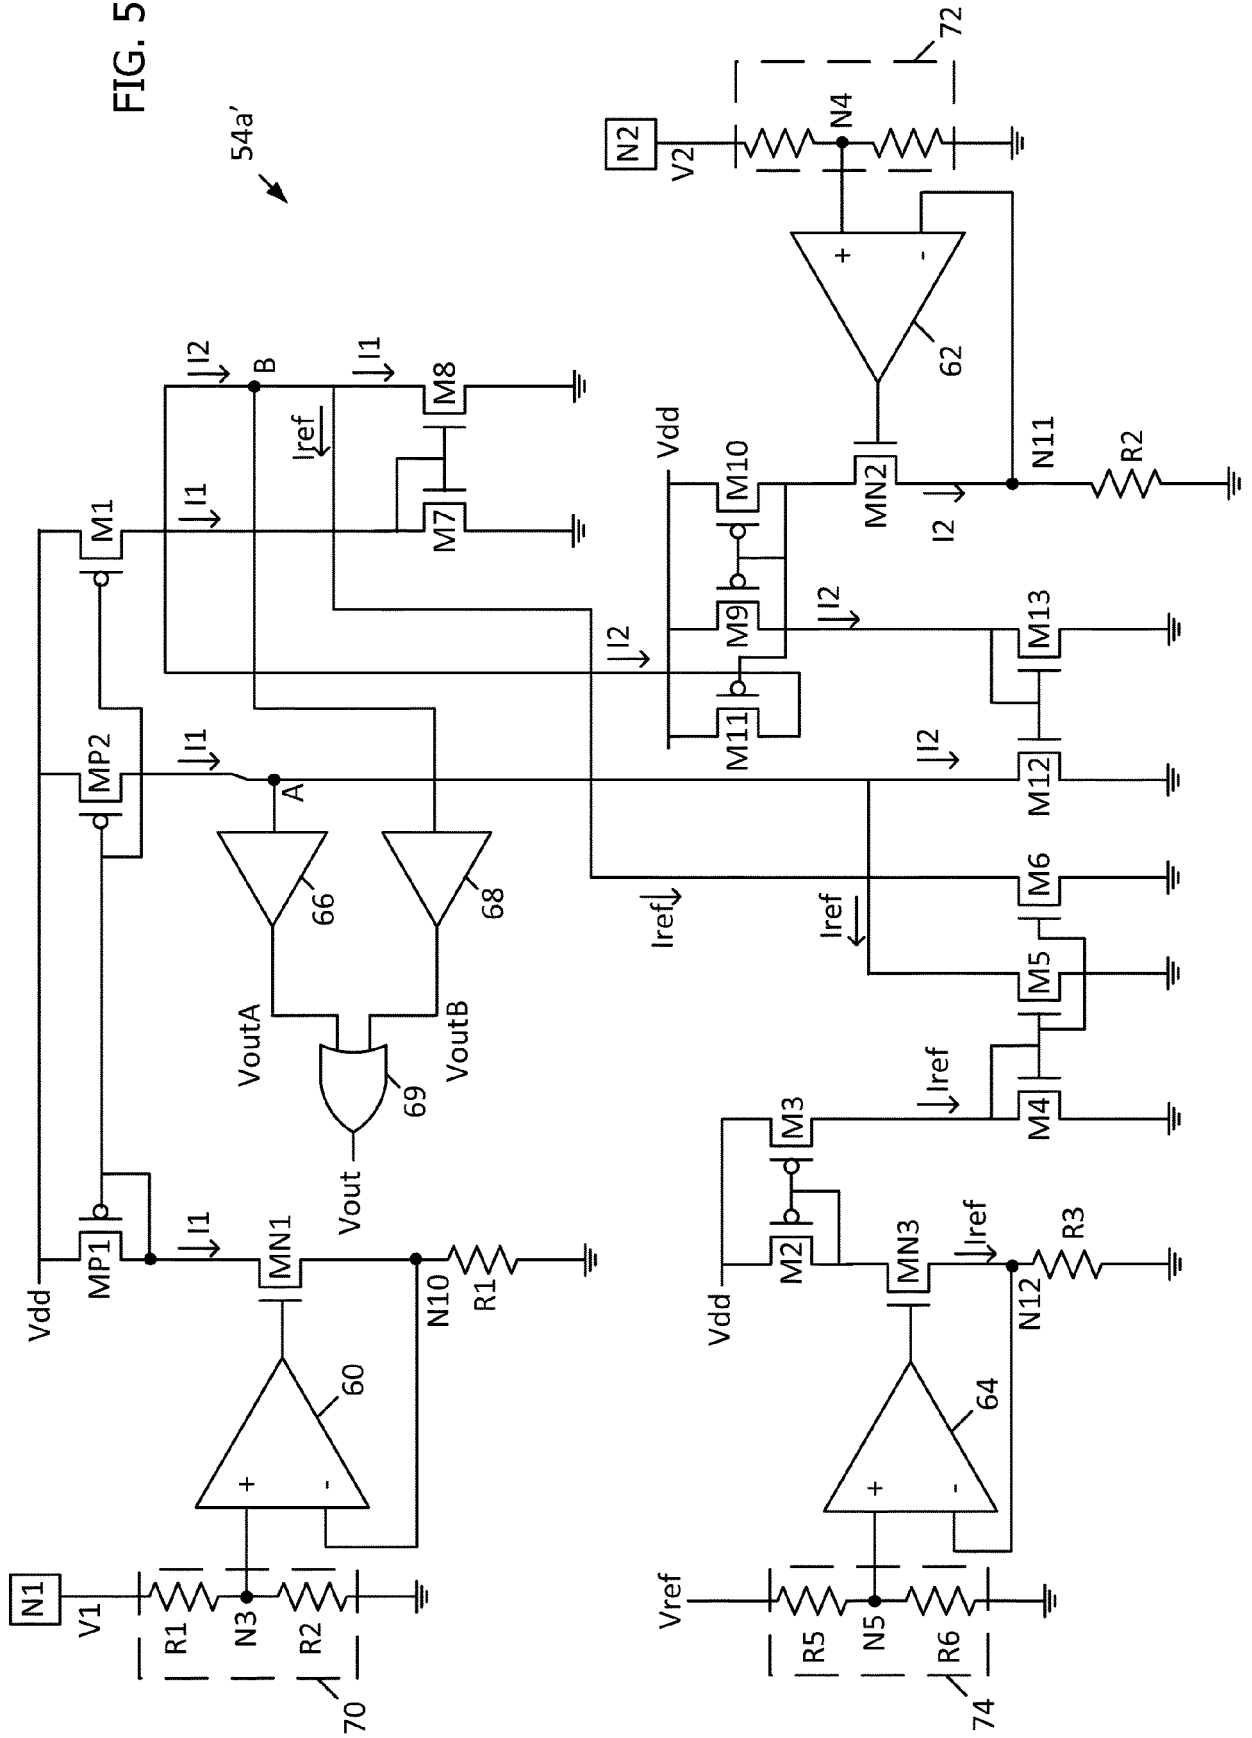 FIG. 5
54a’
72
N2
V2
N4
+
-
62
Vdd
M10
MN2
I2
N11
R2
M9
I2
M13
M11
I2
M12
I2
I2
B
I1
M8
Iref
M1
I1
M7
MP2
I1
A
66
68
VoutA
VoutB
69
Vout
Iref
Iref
M6
M5
M4
Iref
M3
M2
Vdd
MN3
Iref
N12
R3
64
+
-
Vref
R5
N5
R6
74
Vdd
MP1
I1
MN1
N10
R1
60
+
-
N1
V1
R1
N3
R2
70